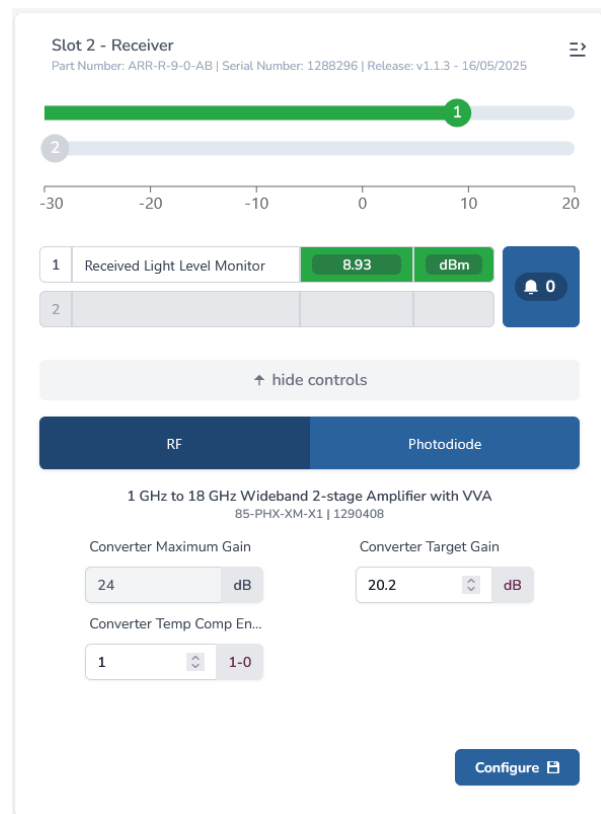 Slot 2 - Receiver
Part Number: ARR-R-9-0-AB | Serial Number: 1288296 | Release: v1.1.3 - 16/05/2025
1
2
-30 -20 -10 0 10 20
1 Received Light Level Monitor 8.93 dBm
0
2
hide controls
RF Photodiode
1 GHz to 18 GHz Wideband 2-stage Amplifier with VVA
85-PHX-XM-X1 | 1290408
Converter Maximum Gain Converter Target Gain
24 dB 20.2 dB
Converter Temp Comp En...
1 1-0
Configure